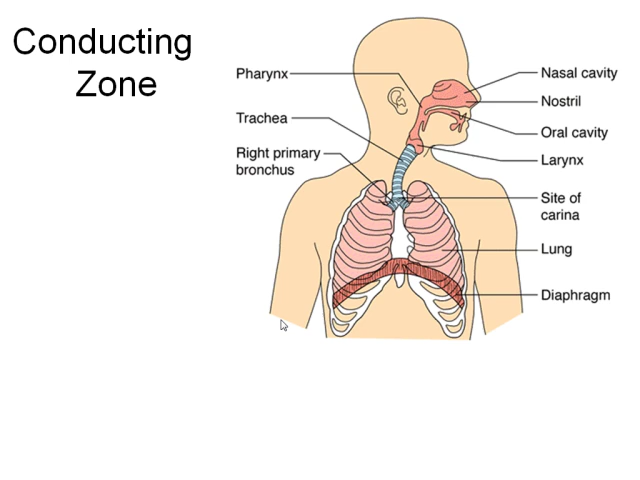 Conducting
Zone
Pharynx
Trachea
Right primary
bronchus
Nasal cavity
Nostril
Oral cavity
Larynx
Site of
carina
Lung
Diaphragm